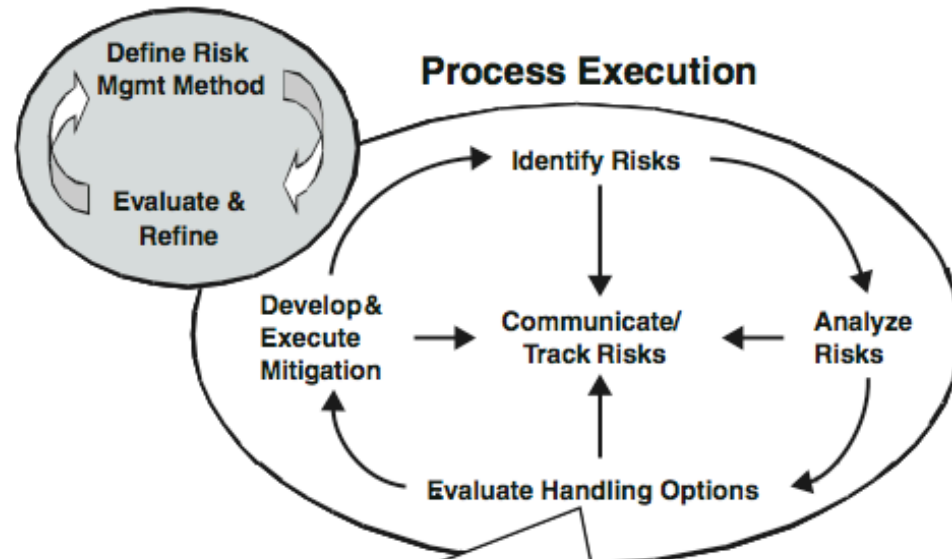 Define Risk
Mgmt Method
Evaluate &
Refine
Process Execution
Identify Risks
Develop &
Execute
Mitigation
Communicate/
Track Risks
Analyze
Risks
Evaluate Handling Options